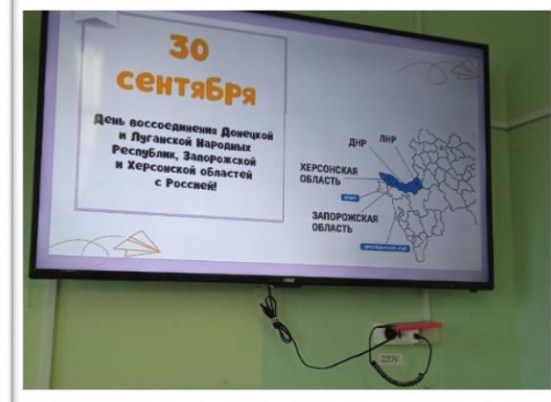 30
сентября
День воссоединения Донецкой
и Луганской Народных
Республик, Запорожской
и Херсонской областей
с Россией!
ДНР
ЛНР
ХЕРСОНСКАЯ
ОБЛАСТЬ
КРЫМ
ЗАПОРОЖСКАЯ
ОБЛАСТЬ
220V